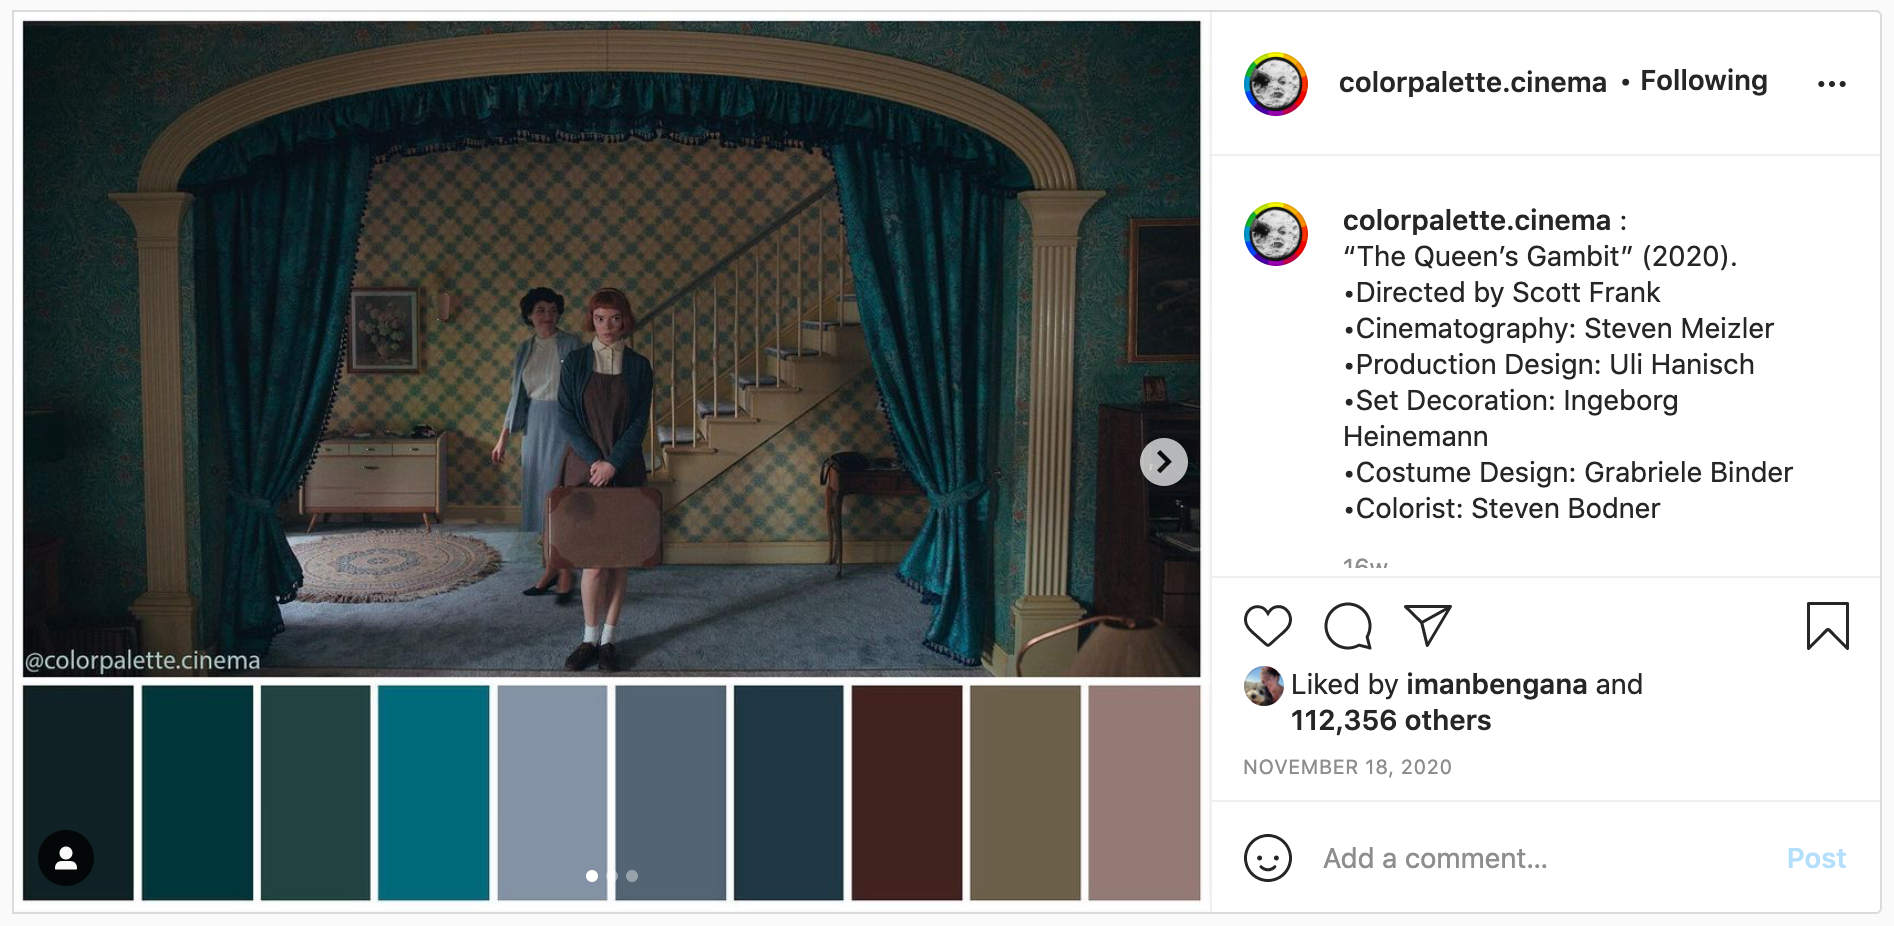 @colorpalette.cinema
colorpalette.cinema • Following
colorpalette.cinema :
“The Queen’s Gambit” (2020).
•Directed by Scott Frank
•Cinematography: Steven Meizler
•Production Design: Uli Hanisch
•Set Decoration: Ingeborg
Heinemann
•Costume Design: Grabriele Binder
•Colorist: Steven Bodner
16w
Liked by imanbengana and
112,356 others
NOVEMBER 18, 2020
Add a comment...
Post